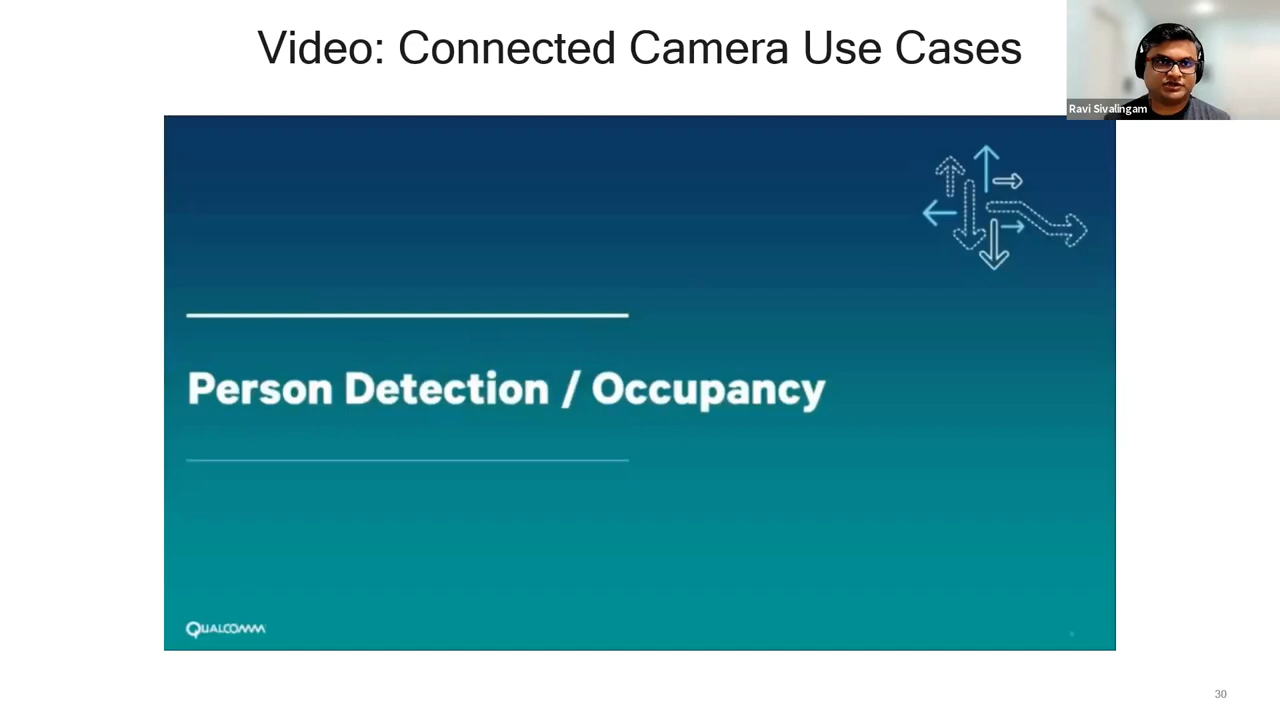 Video: Connected Camera Use Cases
Ravi Sivalingam
Person Detection / Occupancy
QUALCOMM
30